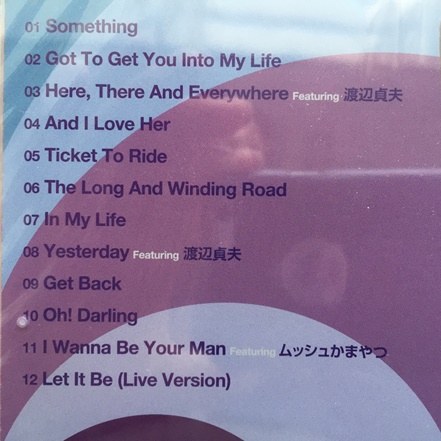 01 Something
02 Got To Get You Into My Life
03 Here, There And Everywhere Featuring 渡辺貞夫
04 And I Love Her
05 Ticket To Ride
06 The Long And Winding Road
07 In My Life
08 Yesterday Featuring 渡辺貞夫
09 Get Back
10 Oh! Darling
11 I Wanna Be Your Man Featuring ムッシュかまやつ
12 Let It Be (Live Version)